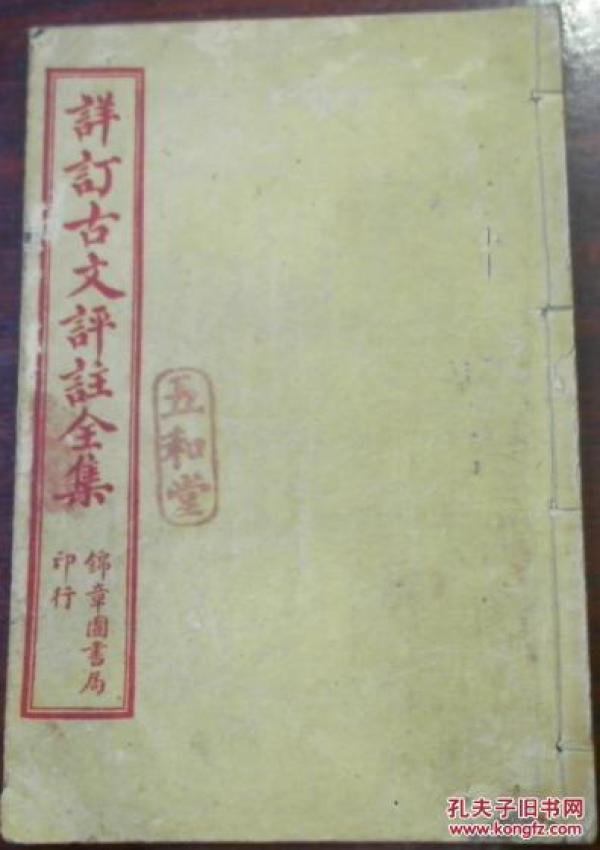 詳訂古文評註全集
錦章圖書局
印行
五和堂
孔夫子旧书网
www.kongfz.com